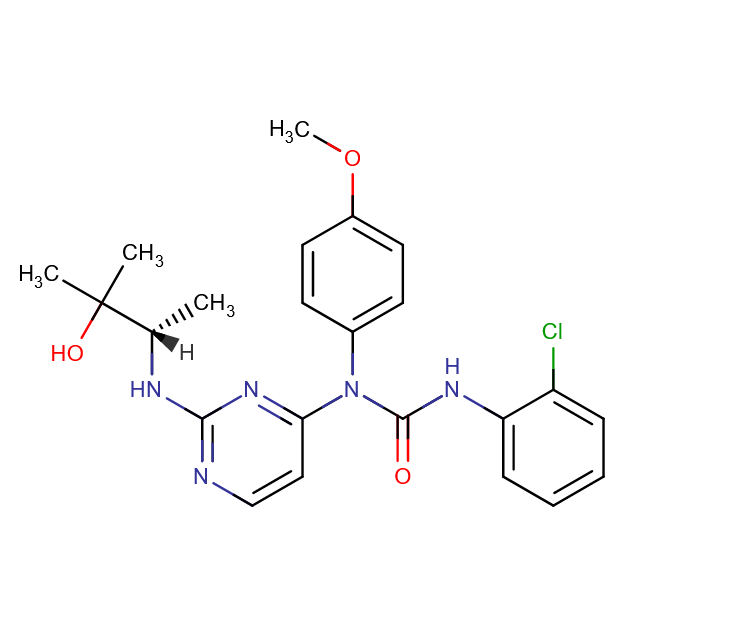 H3C O
CH3
H3C
CH3
Cl
HO H
H
HN N N N
N O